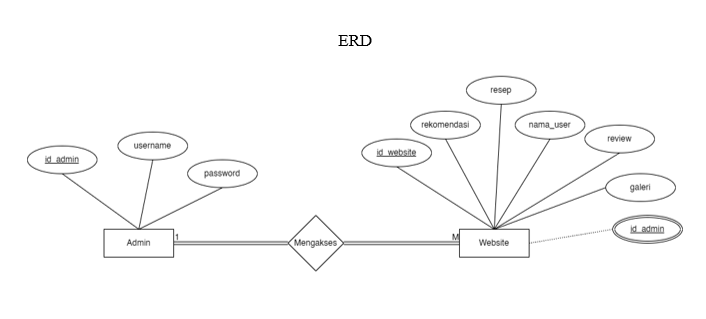 ERD
resep
rekomendasi
nama_user
username
review
id_website
id_admin
password
galeri
id_admin
Admin
1
Mengakses
M
Website